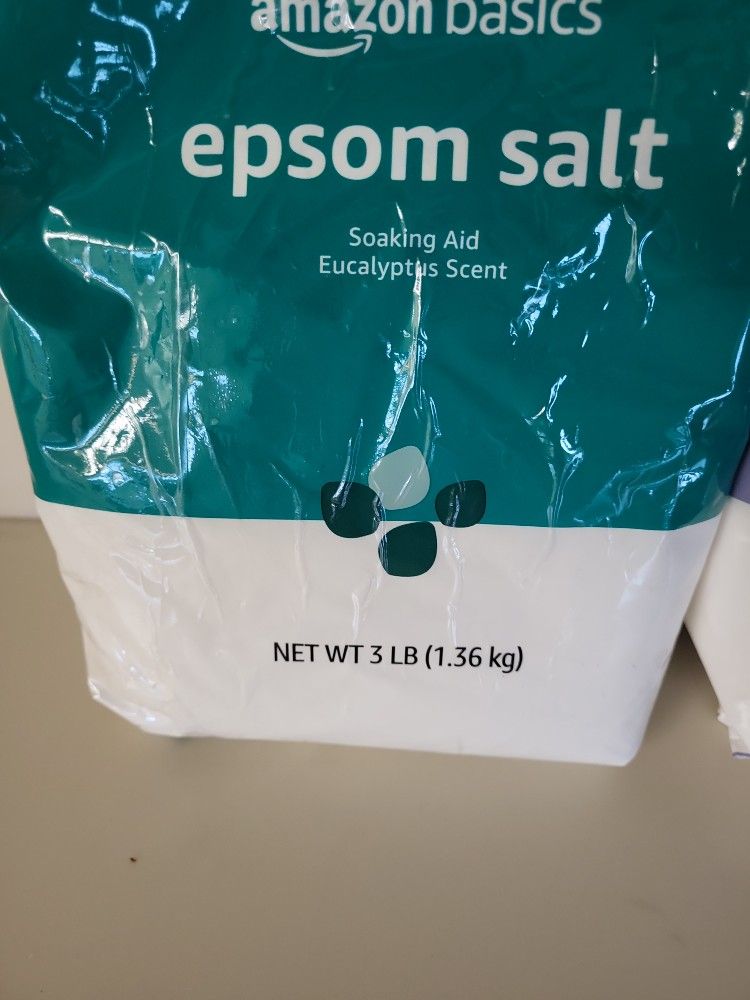 amazon basics
epsom salt
Soaking Aid
Eucalyptus Scent
NET WT 3 LB (1.36 kg)